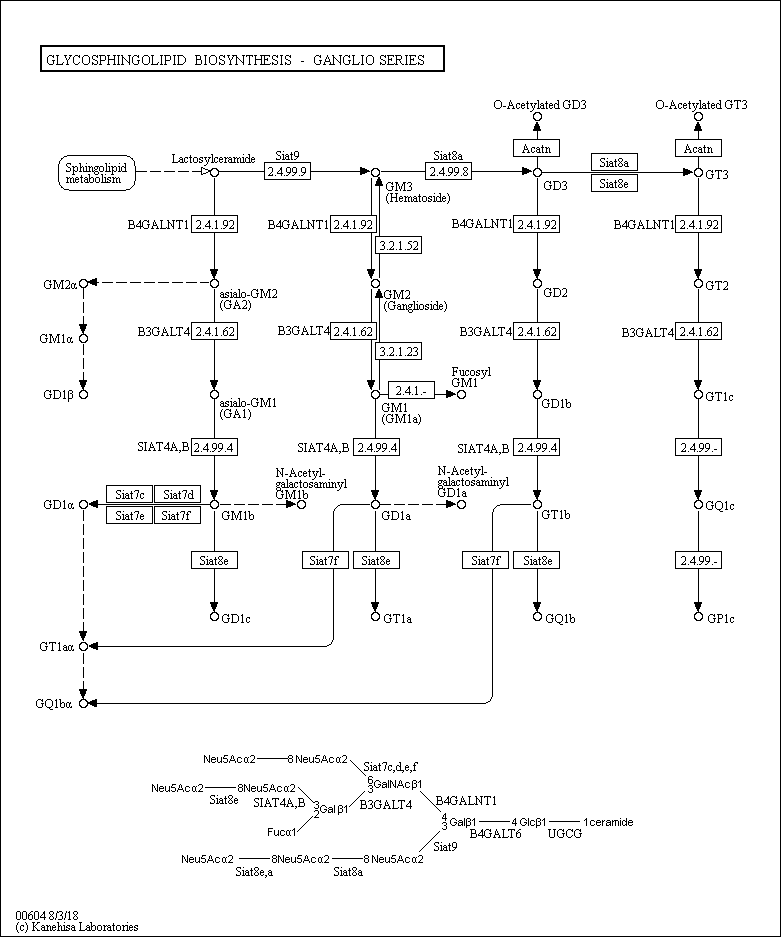 GLYCOSPHINGOLIPID BIOSYNTHESIS - GANGLIO SERIES
O-Acetylated GD3
O-Acetylated GT3
Acatn
Acatn
Sphingolipid
metabolism
Lactosylceramide
Siat9
2.4.99.9
Siat8a
2.4.99.8
Siat8a
Siat8e
GM3
(Hematoside)
GD3
GT3
B4GALNT1 2.4.1.92
B4GALNT1 2.4.1.92
B4GALNT1 2.4.1.92
B4GALNT1 2.4.1.92
3.2.1.52
GM2α
asialo-GM2
(GA2)
GM2
(Ganglioside)
GD2
GT2
GM1α
B3GALT4 2.4.1.62
B3GALT4 2.4.1.62
B3GALT4 2.4.1.62
B3GALT4 2.4.1.62
3.2.1.23
GD1β
asialo-GM1
(GA1)
2.4.1.-
Fucosyl
GM1
GM1
(GM1a)
GD1b
GT1c
SIAT4A,B 2.4.99.4
SIAT4A,B 2.4.99.4
SIAT4A,B 2.4.99.4
2.4.99.-
N-Acetyl-
galactosaminyl
GM1b
N-Acetyl-
galactosaminyl
GD1a
GD1α
Siat7c Siat7d
Siat7e Siat7f
GM1b
GD1a
GT1b
GQ1c
Siat8e
Siat7f
Siat8e
Siat7f
Siat8e
2.4.99.-
GD1c
GT1a
GQ1b
GP1c
GT1aα
GQ1bα
Neu5Acα2 8 Neu5Acα2
Siat7c,d,e,f
6
3 GalNAcβ1
Neu5Acα2 8Neu5Acα2
Siat8e
SIAT4A,B
3
2 Galβ1
B3GALT4
B4GALNT1
Fucα1
4
3 Galβ1 4 Glcβ1 1ceramide
B4GALT6 UGCG
Siat9
Neu5Acα2 8Neu5Acα2 8 Neu5Acα2
Siat8e,a Siat8a
00604 8/3/18
(c) Kanehisa Laboratories